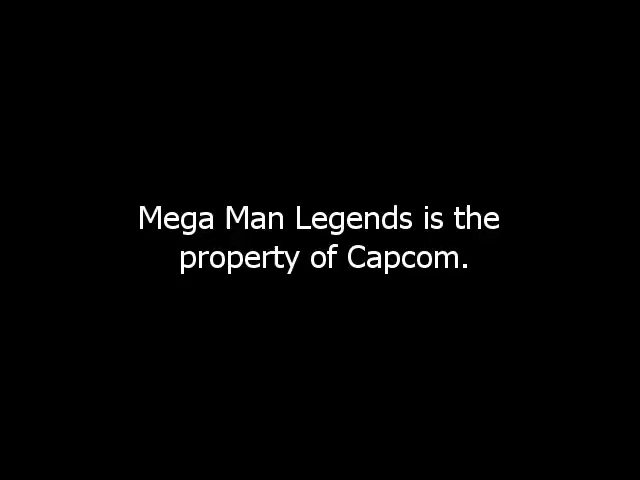 Mega Man Legends is the
property of Capcom.